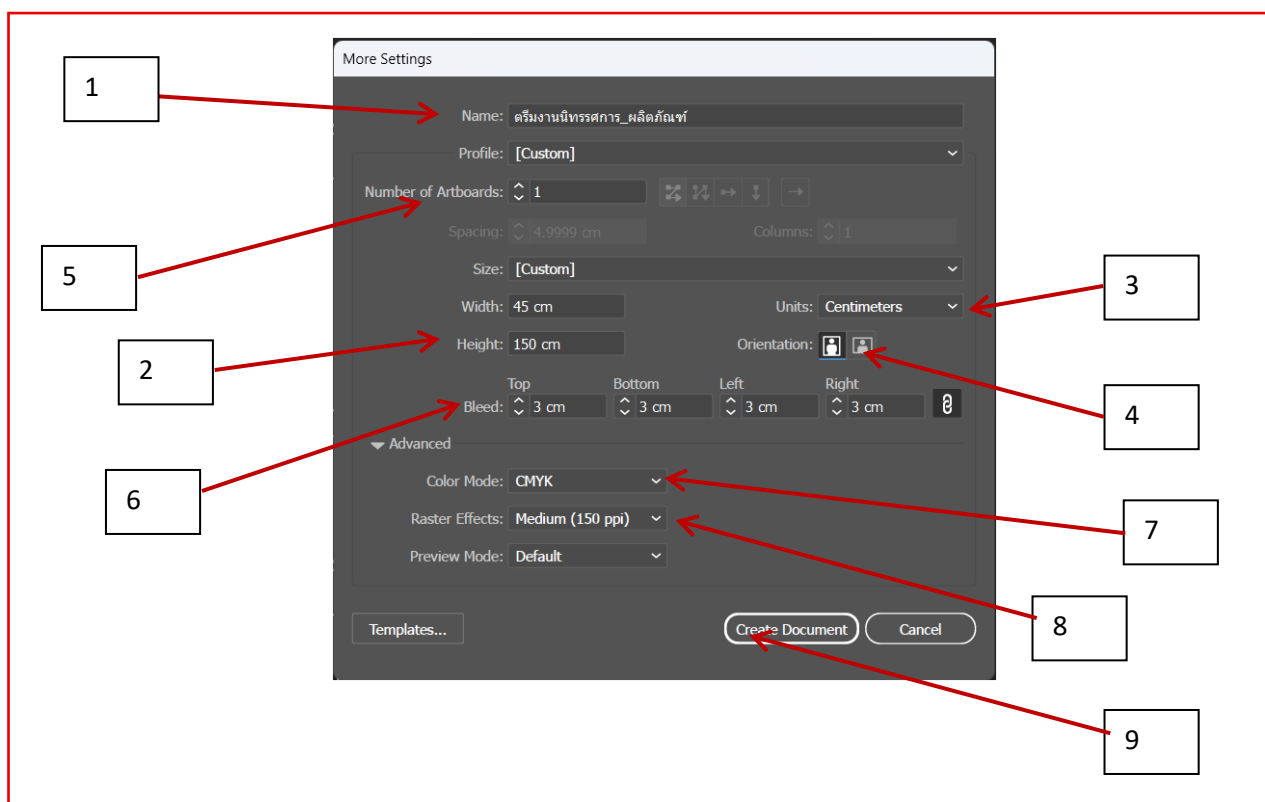 More Settings
1
Name: ตรีมงานนิทรรศการ_ผลิตภัณฑ์
Profile: [Custom]
Number of Artboards: 1
Spacing: 4.9999 cm Columns: 1
5
Size: [Custom]
3
Width: 45 cm Units: Centimeters
Height: 150 cm Orientation:
2
Top Bottom Left Right
Bleed: 3 cm 3 cm 3 cm 3 cm
4
Advanced
6
Color Mode: CMYK
Raster Effects: Medium (150 ppi)
7
Preview Mode: Default
Templates... Create Document Cancel
8
9